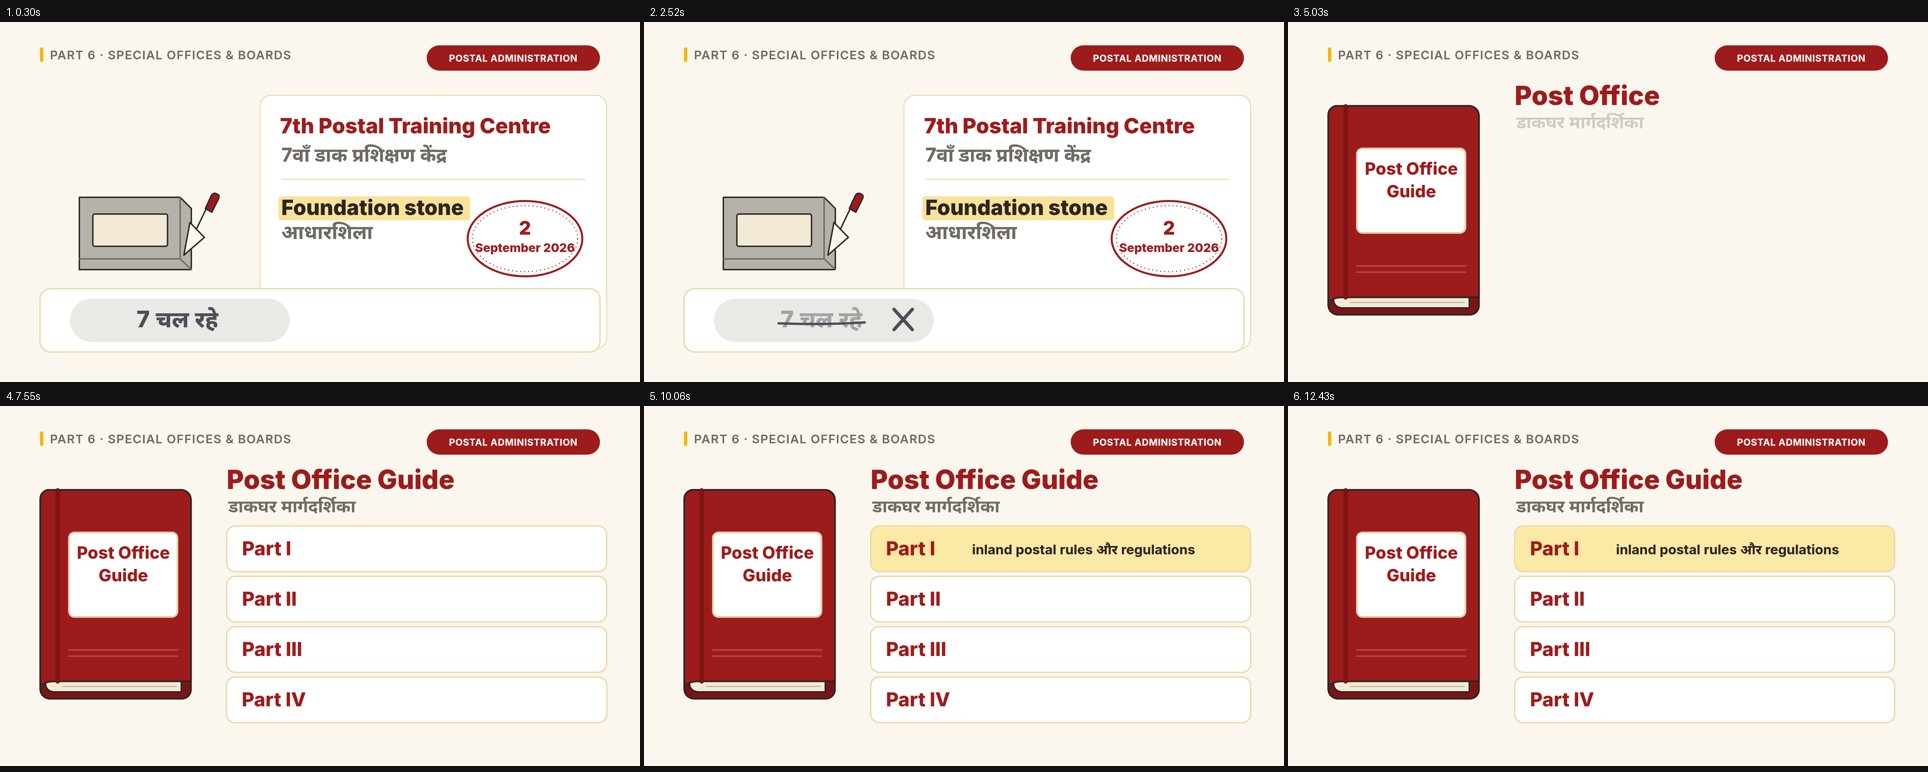 1. 0.30s
PART 6 · SPECIAL OFFICES & BOARDS
POSTAL ADMINISTRATION
7th Postal Training Centre
7वाँ डाक प्रशिक्षण केंद्र
Foundation stone
आधारशिला
2
September 2026
7 चल रहे
2. 2.52s
PART 6 · SPECIAL OFFICES & BOARDS
POSTAL ADMINISTRATION
7th Postal Training Centre
7वाँ डाक प्रशिक्षण केंद्र
Foundation stone
आधारशिला
2
September 2026
7 चल रहे
3. 5.03s
PART 6 · SPECIAL OFFICES & BOARDS
POSTAL ADMINISTRATION
Post Office
डाकघर मार्गदर्शिका
Post Office
Guide
4. 7.55s
PART 6 · SPECIAL OFFICES & BOARDS
POSTAL ADMINISTRATION
Post Office Guide
डाकघर मार्गदर्शिका
Post Office
Guide
Part I
Part II
Part III
Part IV
5. 10.06s
PART 6 · SPECIAL OFFICES & BOARDS
POSTAL ADMINISTRATION
Post Office Guide
डाकघर मार्गदर्शिका
Post Office
Guide
Part I inland postal rules और regulations
Part II
Part III
Part IV
6. 12.43s
PART 6 · SPECIAL OFFICES & BOARDS
POSTAL ADMINISTRATION
Post Office Guide
डाकघर मार्गदर्शिका
Post Office
Guide
Part I inland postal rules और regulations
Part II
Part III
Part IV